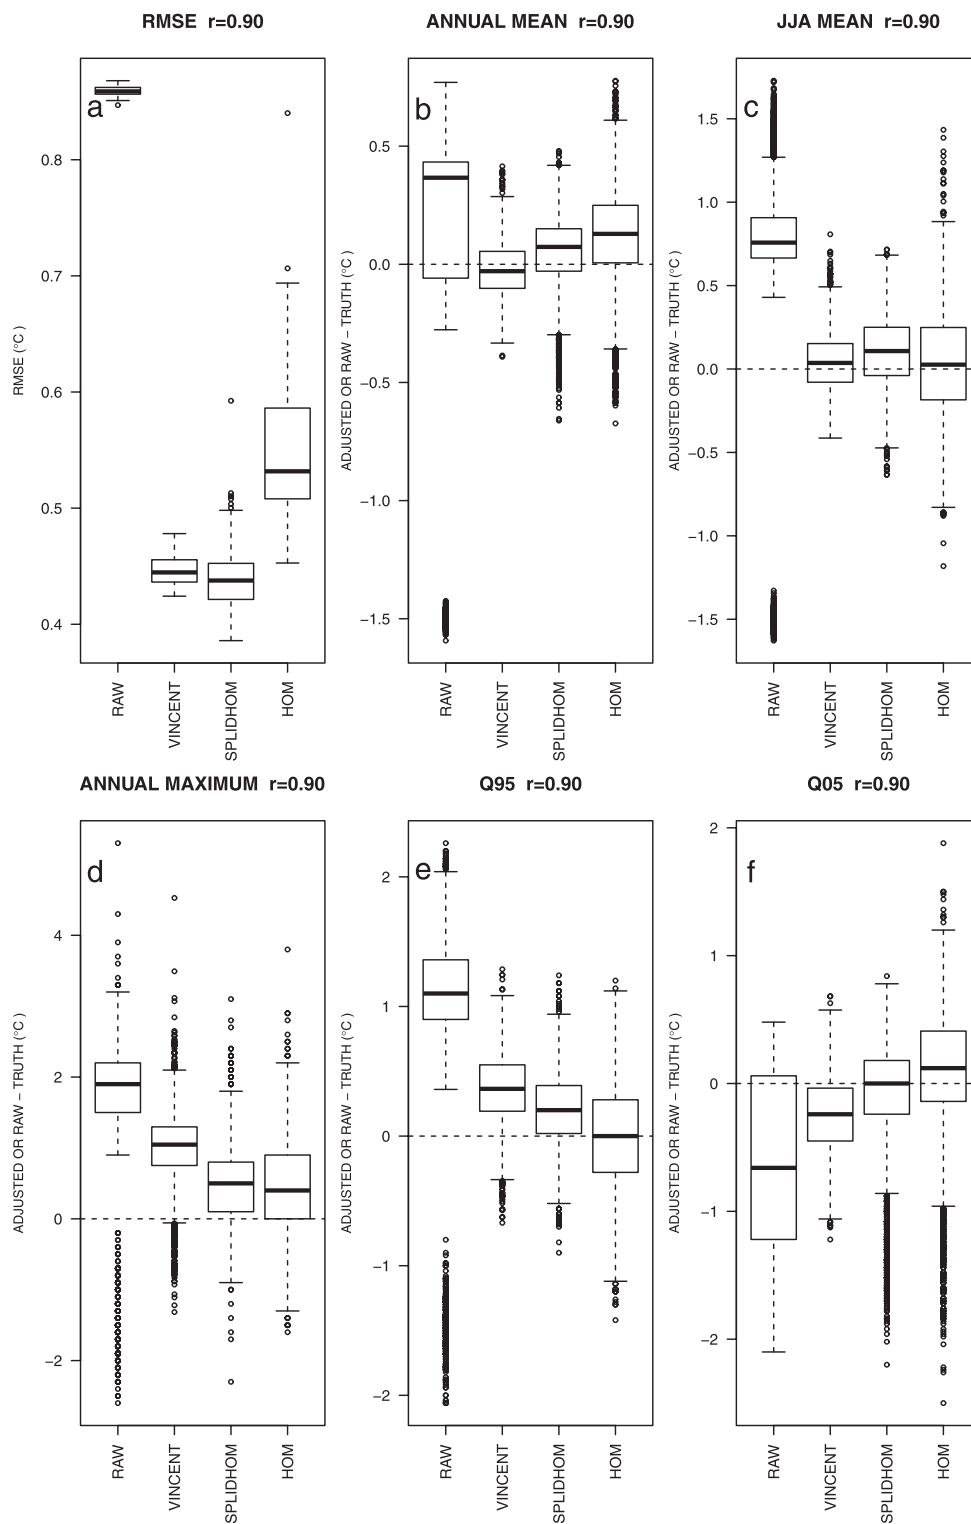 RMSE r=0.90
ANNUAL MEAN r=0.90
JJA MEAN r=0.90
a
b
c
RMSE (°C )
0.8
0.7
0.6
0.5
0.4
RAW
VINCENT
SPLIDHOM
HOM
ADJUSTED OR RAW – TRUTH (°C )
0.5
0.0
−0.5
−1.0
−1.5
RAW
VINCENT
SPLIDHOM
HOM
ADJUSTED OR RAW – TRUTH (°C )
1.5
1.0
0.5
0.0
−0.5
−1.0
−1.5
RAW
VINCENT
SPLIDHOM
HOM
ANNUAL MAXIMUM r=0.90
Q95 r=0.90
Q05 r=0.90
d
e
f
ADJUSTED OR RAW – TRUTH (°C )
4
2
0
−2
RAW
VINCENT
SPLIDHOM
HOM
ADJUSTED OR RAW – TRUTH (°C )
2
1
0
−1
−2
RAW
VINCENT
SPLIDHOM
HOM
ADJUSTED OR RAW – TRUTH (°C )
2
1
0
−1
−2
RAW
VINCENT
SPLIDHOM
HOM